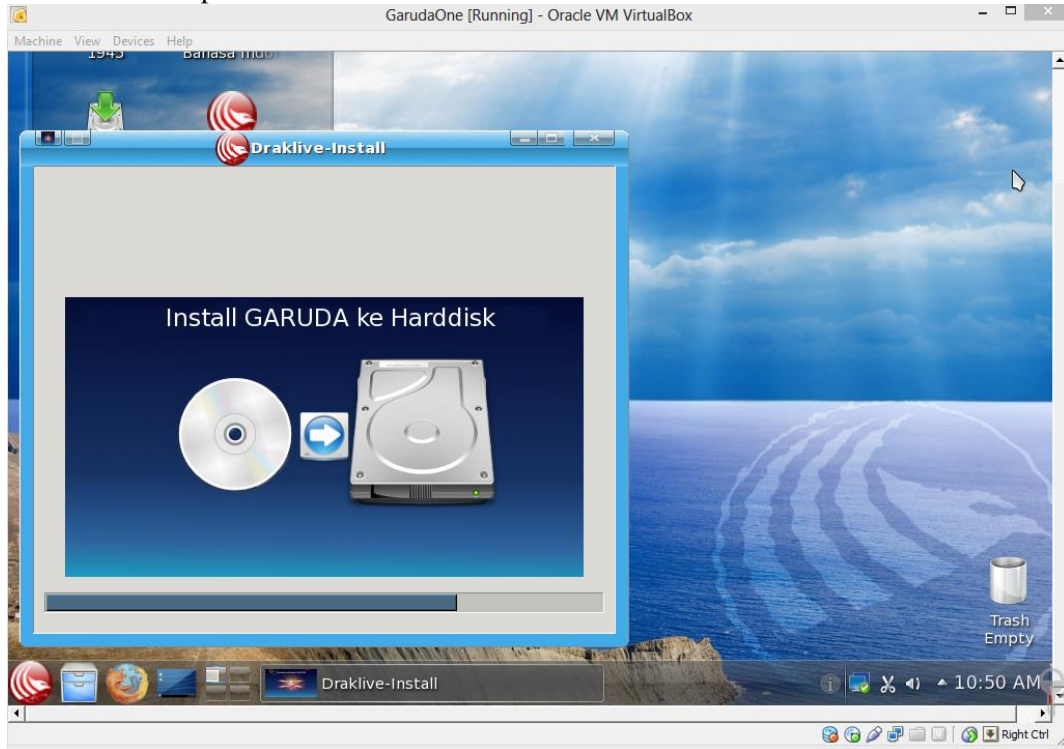 GarudaOne [Running] - Oracle VM VirtualBox
Machine View Devices Help
1945
Draklive-Install
Install GARUDA ke Harddisk
Trash
Empty
Draklive-Install
10:50 AM
Right Ctrl